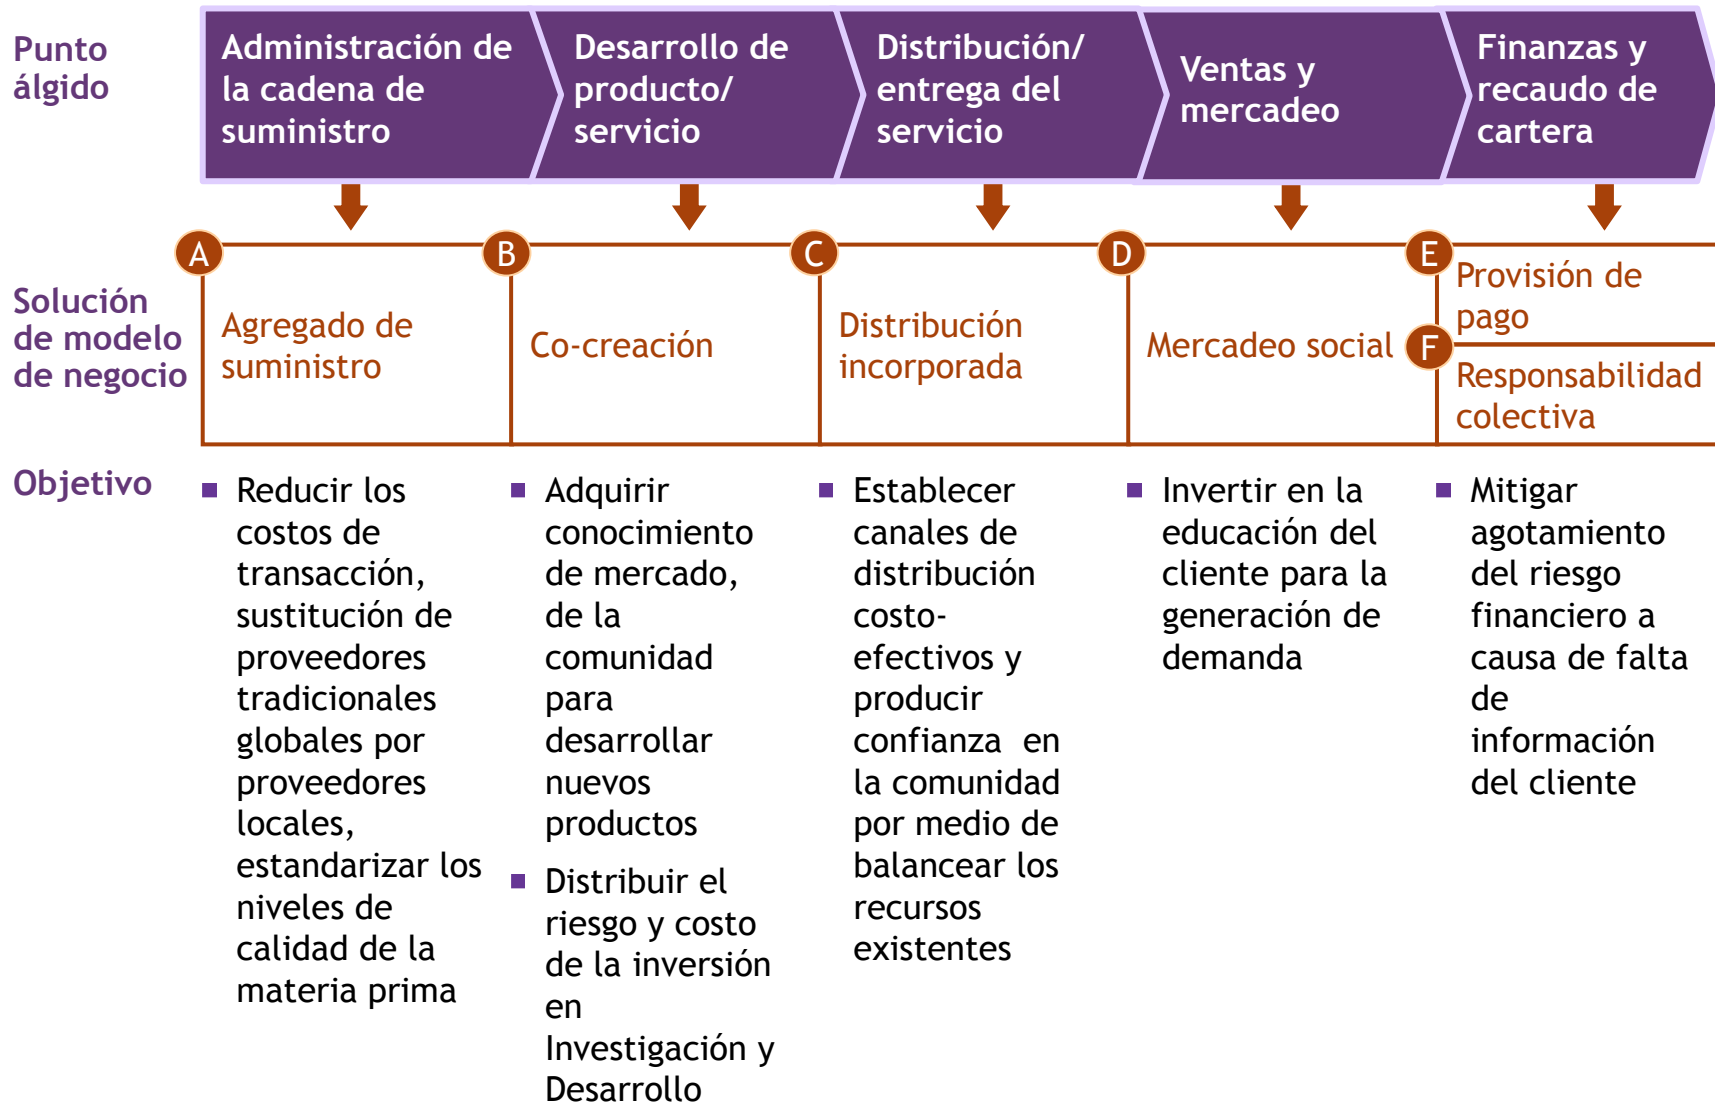 Punto
álgido
Administración de
la cadena de
suministro
Desarrollo de
producto/
servicio
Distribución/
entrega del
servicio
Ventas y
mercadeo
Finanzas y
recaudo de
cartera
Solución
de modelo
de negocio
A
Agregado de
suministro
B
Co-creación
C
Distribución
incorporada
D
Mercadeo social
E
Provisión de
pago
F
Responsabilidad
colectiva
Objetivo
Reducir los
costos de
transacción,
sustitución de
proveedores
tradicionales
globales por
proveedores
locales,
estandarizar los
niveles de
calidad de la
materia prima
Adquirir
conocimiento
de mercado,
de la
comunidad
para
desarrollar
nuevos
productos
Distribuir el
riesgo y costo
de la inversión
en
Investigación y
Desarrollo
Establecer
canales de
distribución
costo-
efectivos y
producir
confianza  en
la comunidad
por medio de
balancear los
recursos
existentes
Invertir en la
educación del
cliente para la
generación de
demanda
Mitigar
agotamiento
del riesgo
financiero a
causa de falta
de
información
del cliente